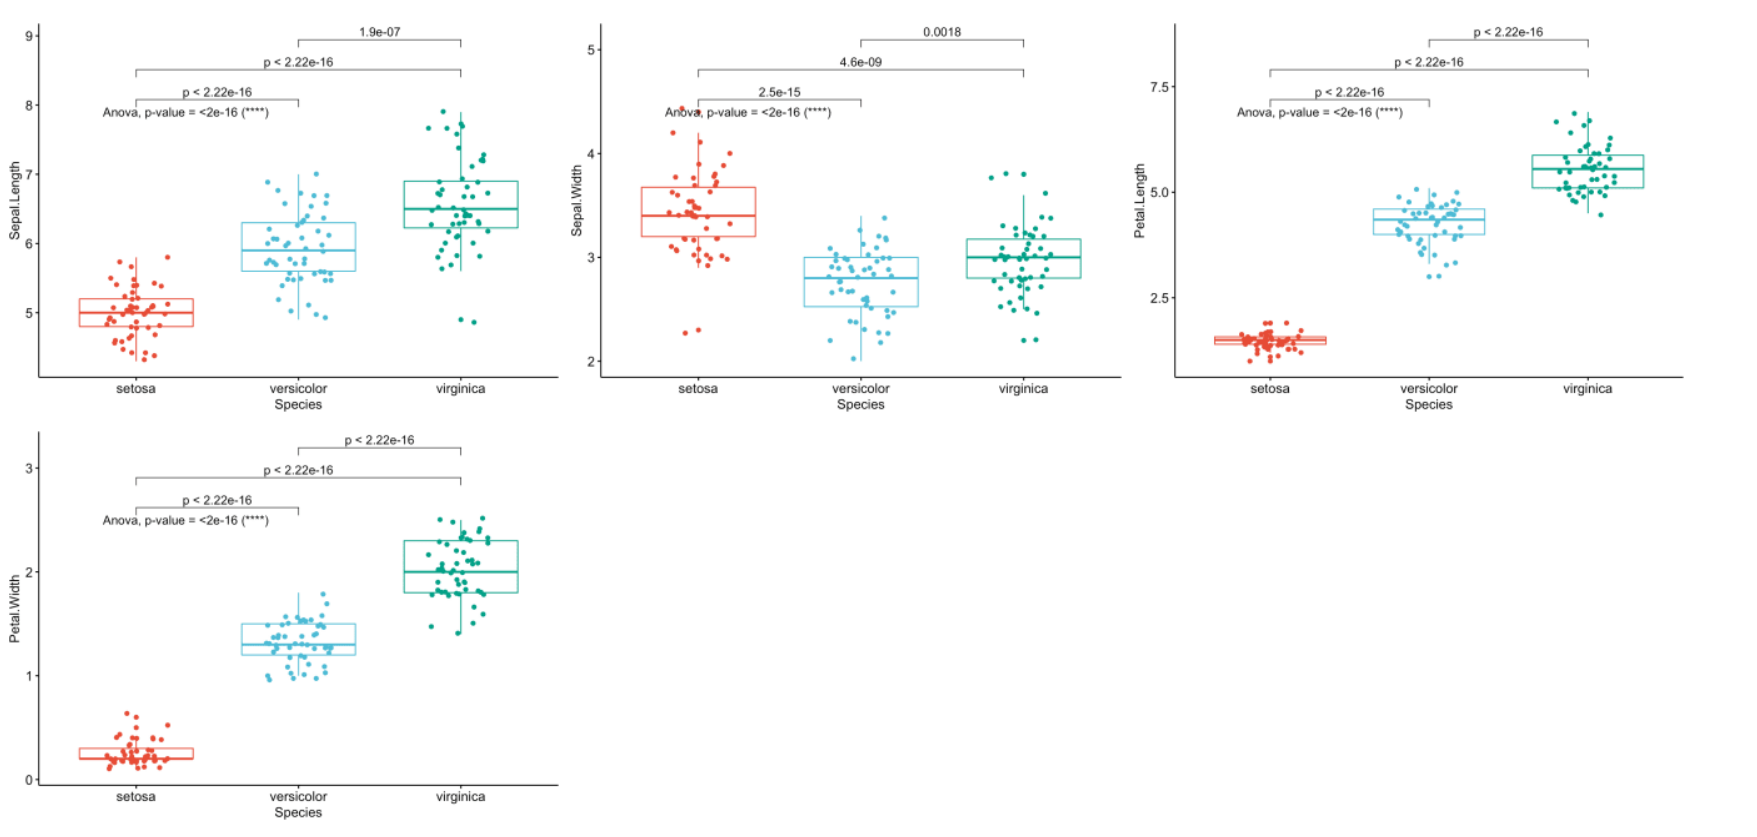 Sepal.Length
9
8
7
6
5
1.9e-07
p < 2.22e-16
p < 2.22e-16
Anova, p-value = <2e-16 (****)
setosa versicolor virginica
Species
Sepal.Width
5
4
3
2
0.0018
4.6e-09
2.5e-15
Anova, p-value = <2e-16 (****)
setosa versicolor virginica
Species
Petal.Length
7.5
5.0
2.5
p < 2.22e-16
p < 2.22e-16
p < 2.22e-16
Anova, p-value = <2e-16 (****)
setosa versicolor virginica
Species
Petal.Width
3
2
1
0
p < 2.22e-16
p < 2.22e-16
p < 2.22e-16
Anova, p-value = <2e-16 (****)
setosa versicolor virginica
Species